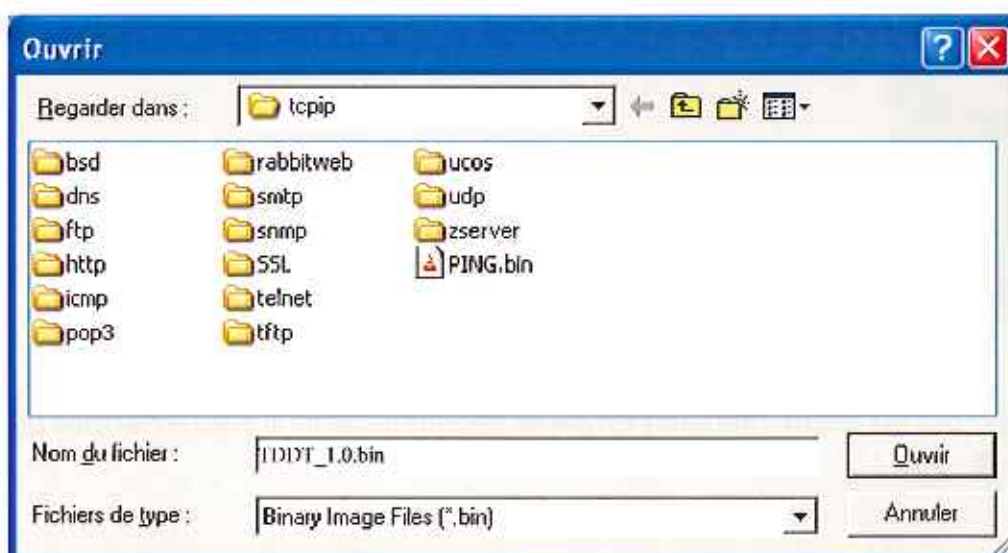 Ouvrir
Regarder dans :
tcpip
bsd
dns
ftp
http
icmp
pop3
rabbitweb
smtp
snmp
SSL
telnet
tftp
ucos
udp
zserver
PING.bin
Nom du fichier :
TDDT_1.0.bin
Ouvrir
Fichiers de type :
Binary Image Files (*.bin)
Annuler